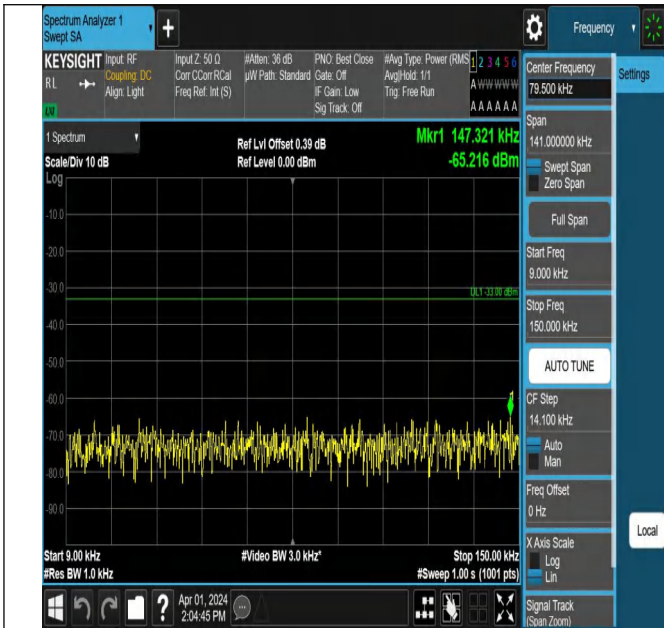 Spectrum Analyzer 1
Swept SA
Frequency
KEYSIGHT
RL
LXI
Input: RF
Coupling: DC
Align: Light
Input Z: 50 Ω
Corr CCorr RCal
Freq Ref: Int (S)
#Atten: 36 dB
µW Path: Standard
PNO: Best Close
Gate: Off
IF Gain: Low
Sig Track: Off
#Avg Type: Power (RMS
Avg|Hold: 1/1
Trig: Free Run
1 2 3 4 5 6
A W W W W W
A A A A A A
Center Frequency
79.500 kHz
Settings
1 Spectrum
Scale/Div 10 dB
Log
Ref Lvl Offset 0.39 dB
Ref Level 0.00 dBm
Mkr1 147.321 kHz
-65.216 dBm
-10.0
-20.0
-30.0
DL1 -33.00 dBm
-40.0
-50.0
-60.0
-70.0
-80.0
-90.0
Start 9.00 kHz
#Res BW 1.0 kHz
#Video BW 3.0 kHz*
Stop 150.00 kHz
#Sweep 1.00 s (1001 pts)
Span
141.000000 kHz
Swept Span
Zero Span
Full Span
Start Freq
9.000 kHz
Stop Freq
150.000 kHz
AUTO TUNE
CF Step
14.100 kHz
Auto
Man
Freq Offset
0 Hz
X Axis Scale
Log
Lin
Local
Signal Track
(Span Zoom)
?
Apr 01, 2024
2:04:45 PM